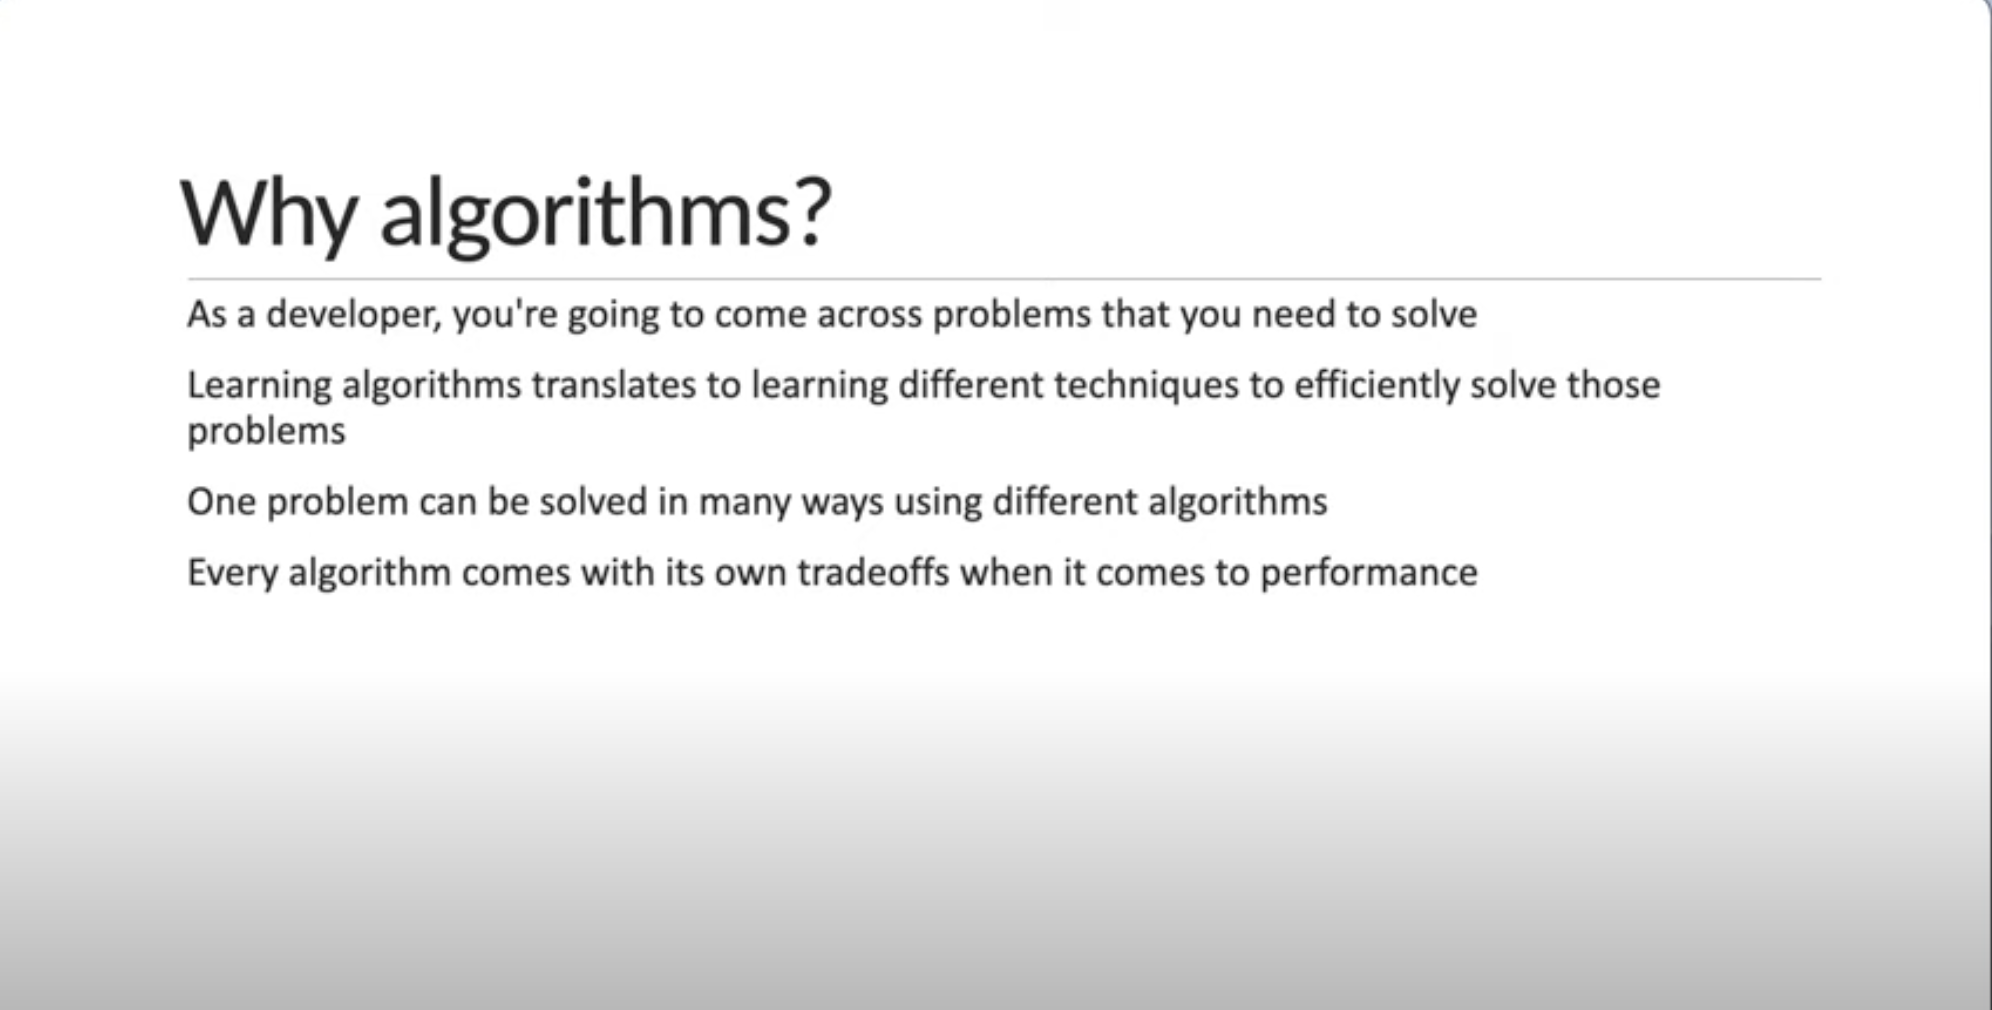 Why algorithms?
As a developer, you're going to come across problems that you need to solve
Learning algorithms translates to learning different techniques to efficiently solve those
problems
One problem can be solved in many ways using different algorithms
Every algorithm comes with its own tradeoffs when it comes to performance